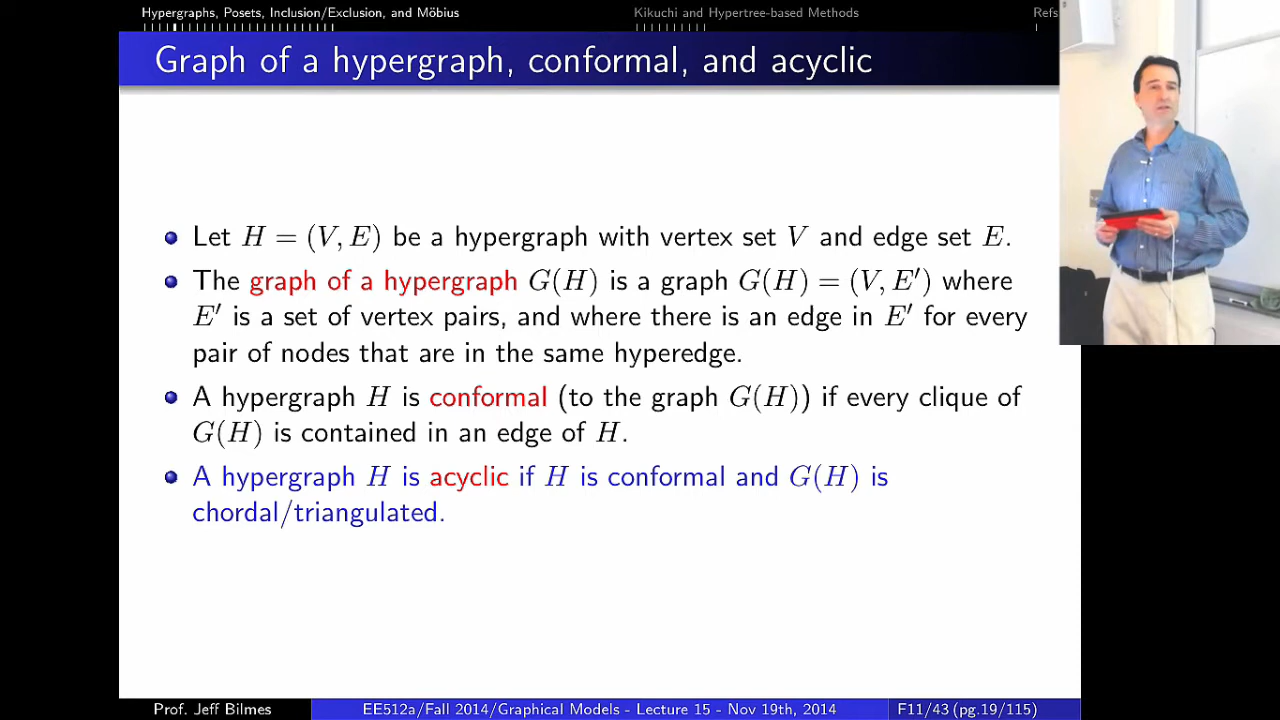 Hypergraphs, Posets, Inclusion/Exclusion, and Möbius Kikuchi and Hypertree-based Methods Refs
Graph of a hypergraph, conformal, and acyclic
Let H = (V, E) be a hypergraph with vertex set V and edge set E.
The graph of a hypergraph G(H) is a graph G(H) = (V, E′) where
E′ is a set of vertex pairs, and where there is an edge in E′ for every
pair of nodes that are in the same hyperedge.
A hypergraph H is conformal (to the graph G(H)) if every clique of
G(H) is contained in an edge of H.
A hypergraph H is acyclic if H is conformal and G(H) is
chordal/triangulated.
Prof. Jeff Bilmes EE512a/Fall 2014/Graphical Models - Lecture 15 - Nov 19th, 2014 F11/43 (pg.19/115)